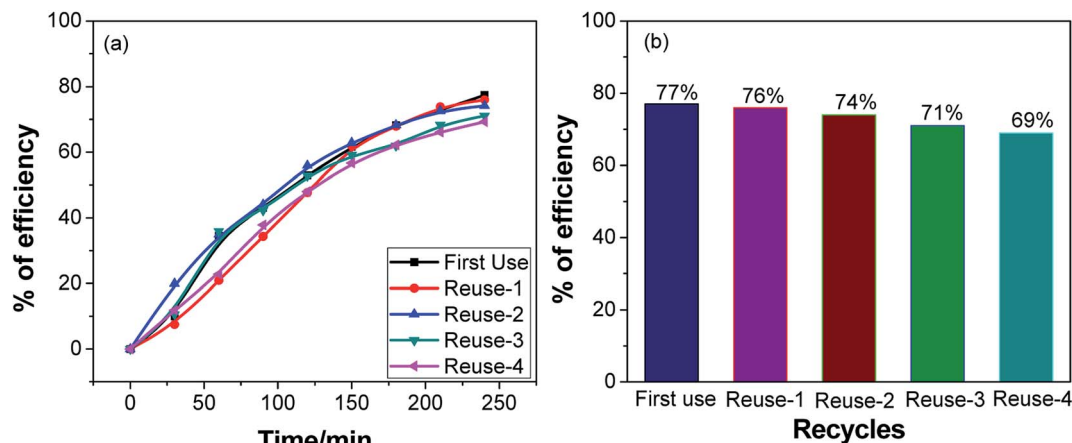 (a)
% of efficiency
100
80
60
40
20
0
0 50 100 150 200 250
Time/min
First Use
Reuse-1
Reuse-2
Reuse-3
Reuse-4
(b)
% of efficiency
100
80
60
40
20
0
77% 76% 74% 71% 69%
First use Reuse-1 Reuse-2 Reuse-3 Reuse-4
Recycles